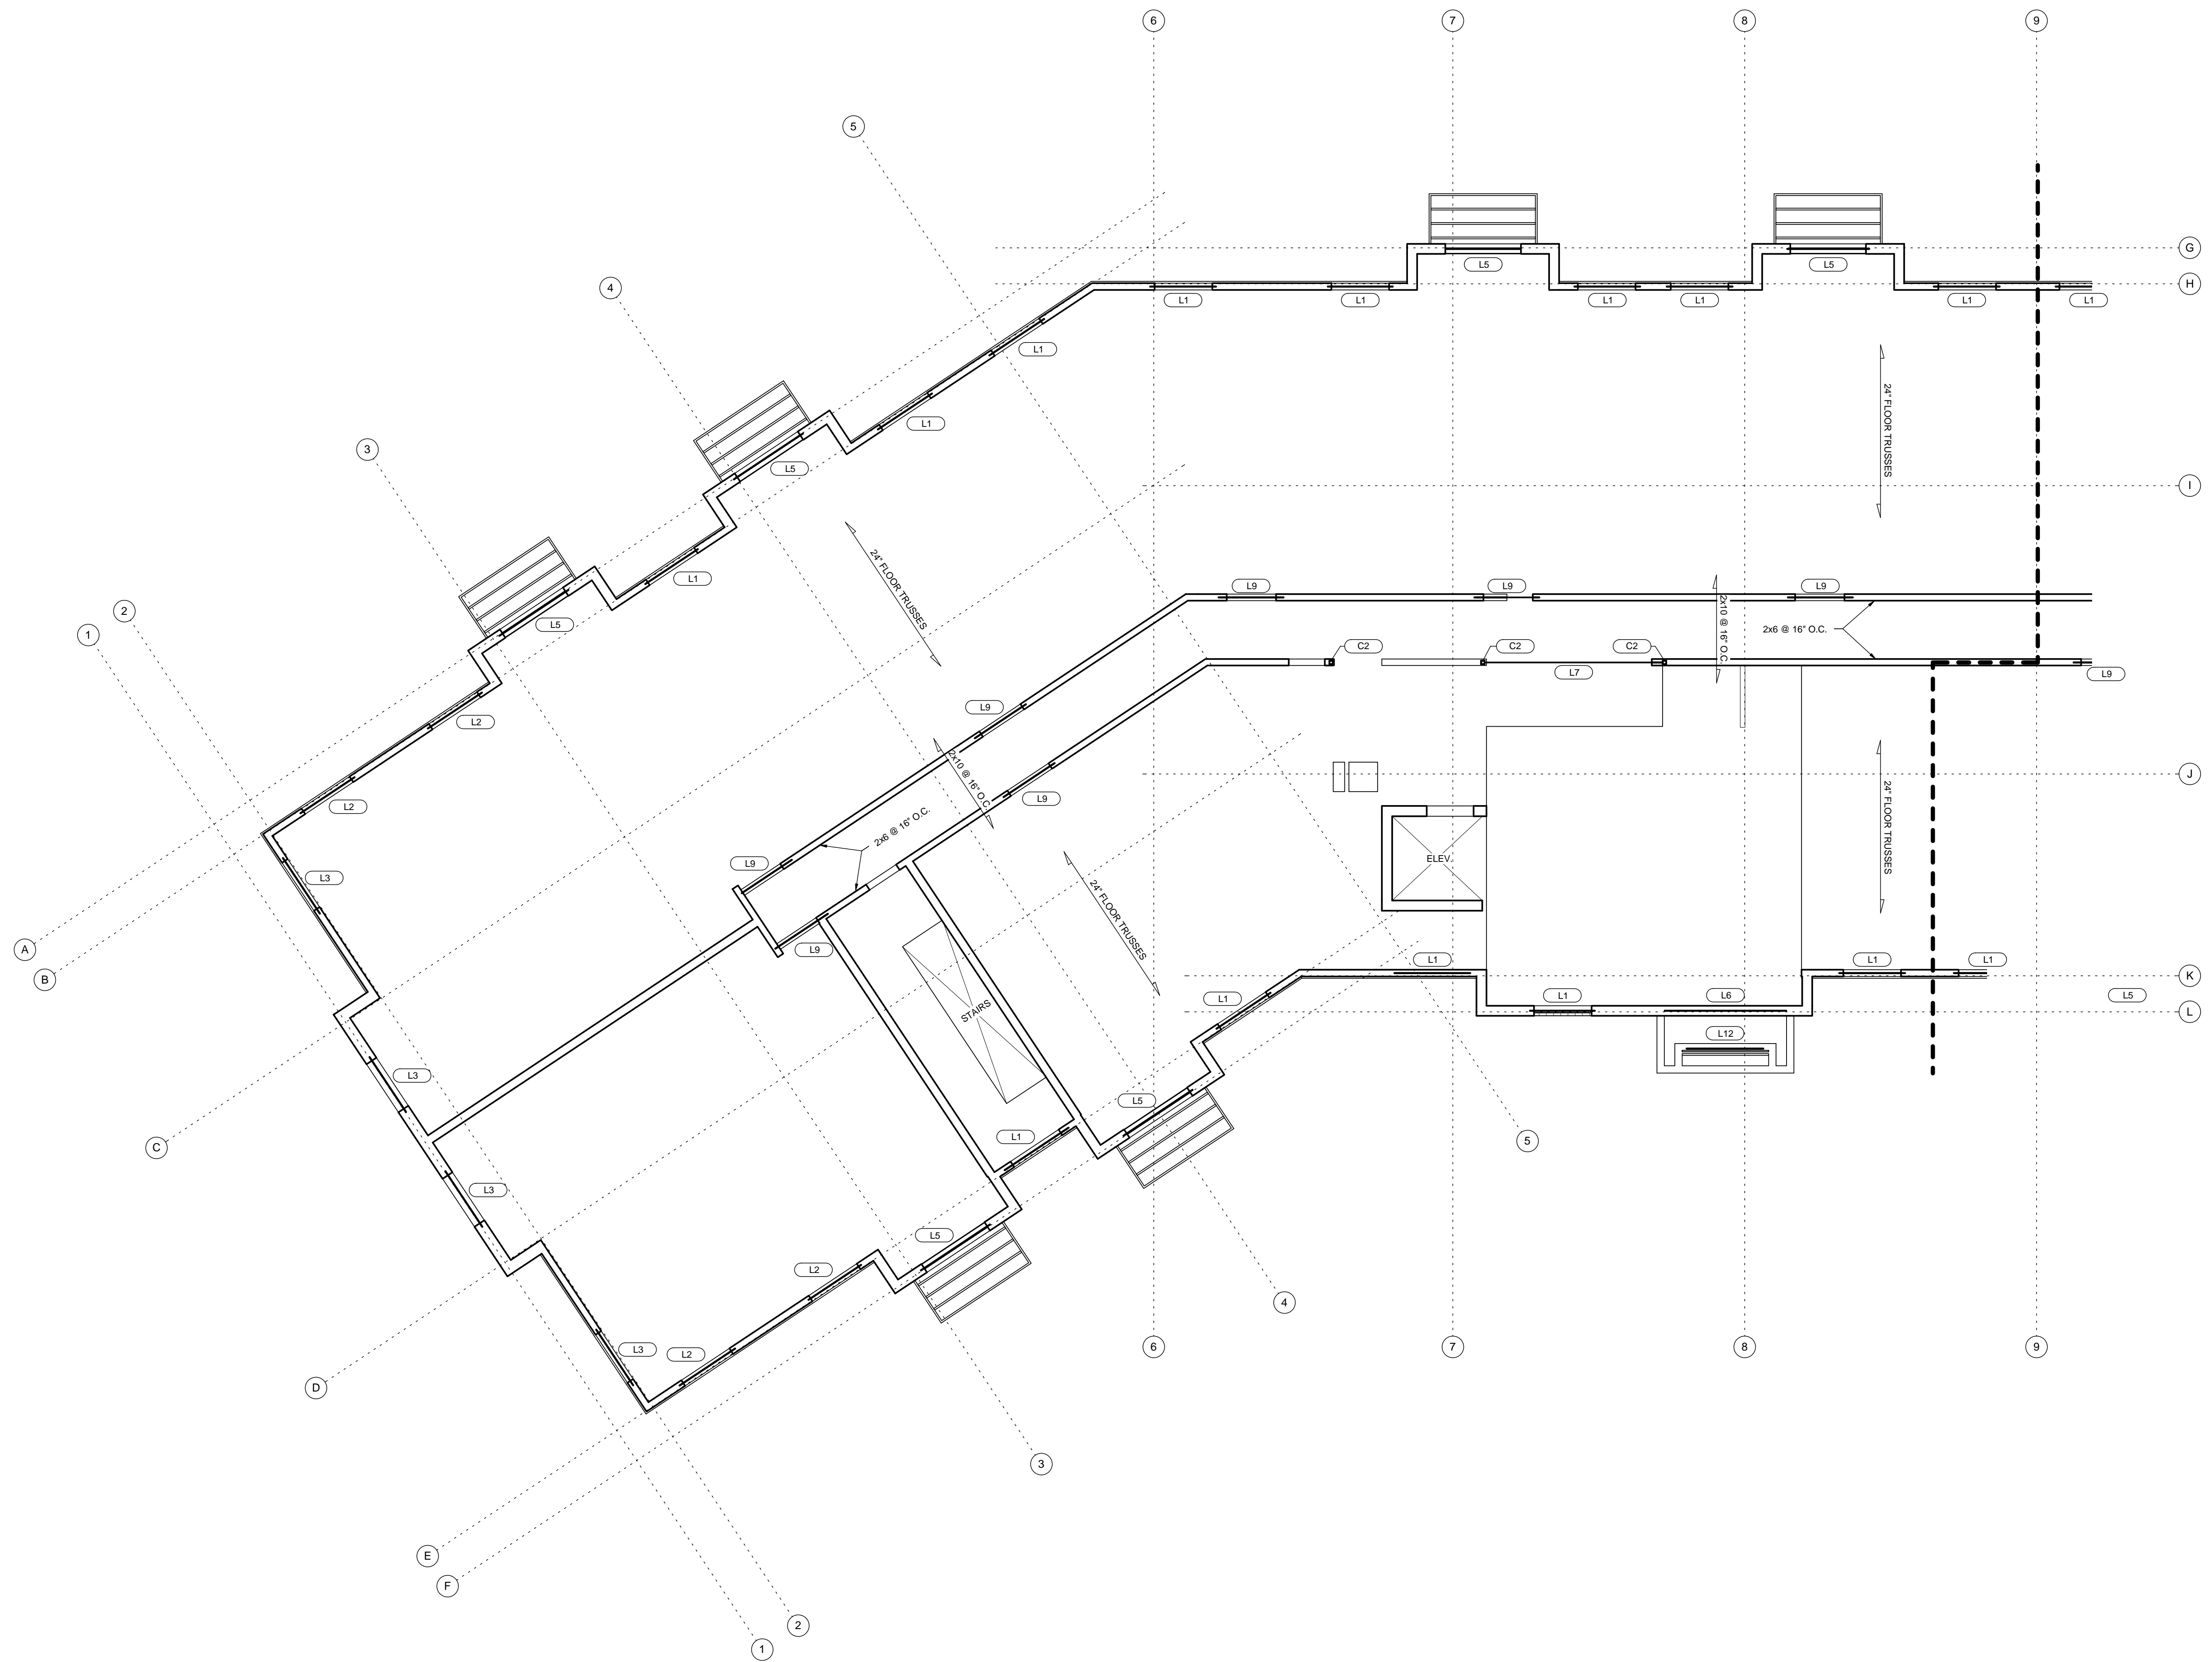 6
7
8
9
5
4
3
2
1
G
H
I
J
K
L
A
B
C
D
E
F
1
2
3
4
5
6
7
8
9
L5
L5
L1
L1
L1
L1
L1
L1
L1
L1
L5
L1
L5
L2
L2
L3
L3
L3
L3
L2
L2
L5
L1
L5
L1
L1
L1
L6
L12
L1
L1
L5
L9
L9
L9
L9
L9
L9
L9
L9
L7
C2
C2
C2
24" FLOOR TRUSSES
24" FLOOR TRUSSES
24" FLOOR TRUSSES
24" FLOOR TRUSSES
2x10 @ 16" O.C.
2x10 @ 16" O.C.
2x6 @ 16" O.C.
2x6 @ 16" O.C.
ELEV.
STAIRS